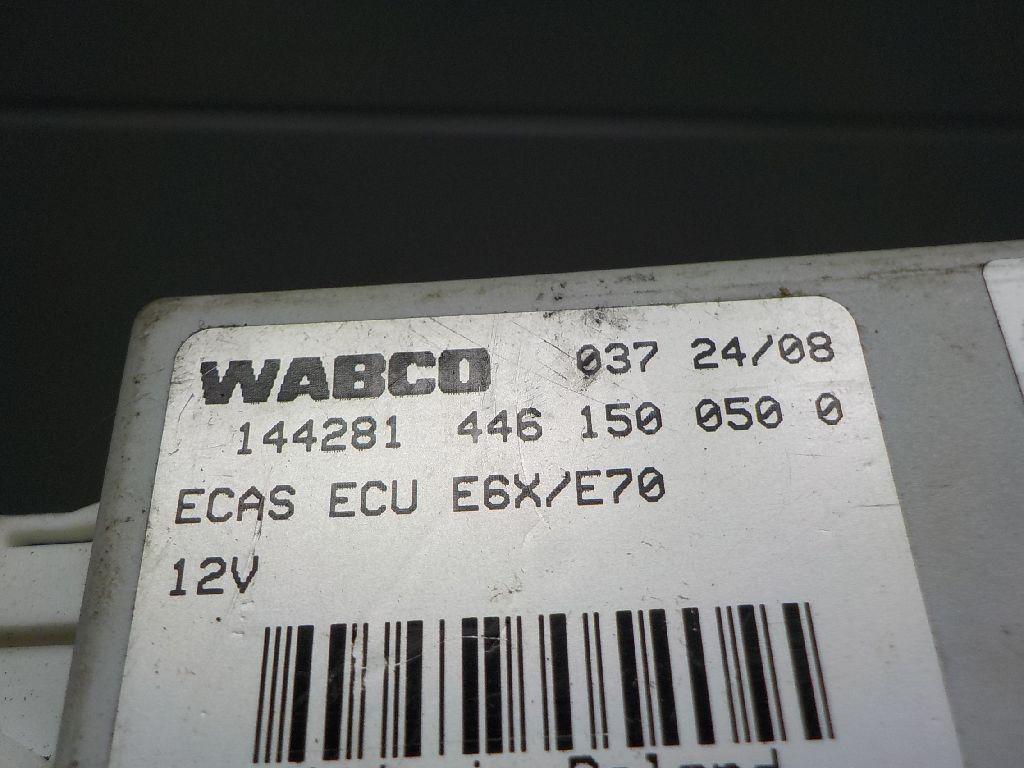 WABCO 037 24/08
144281 446 150 050 0
ECAS ECU E6X/E70
12V